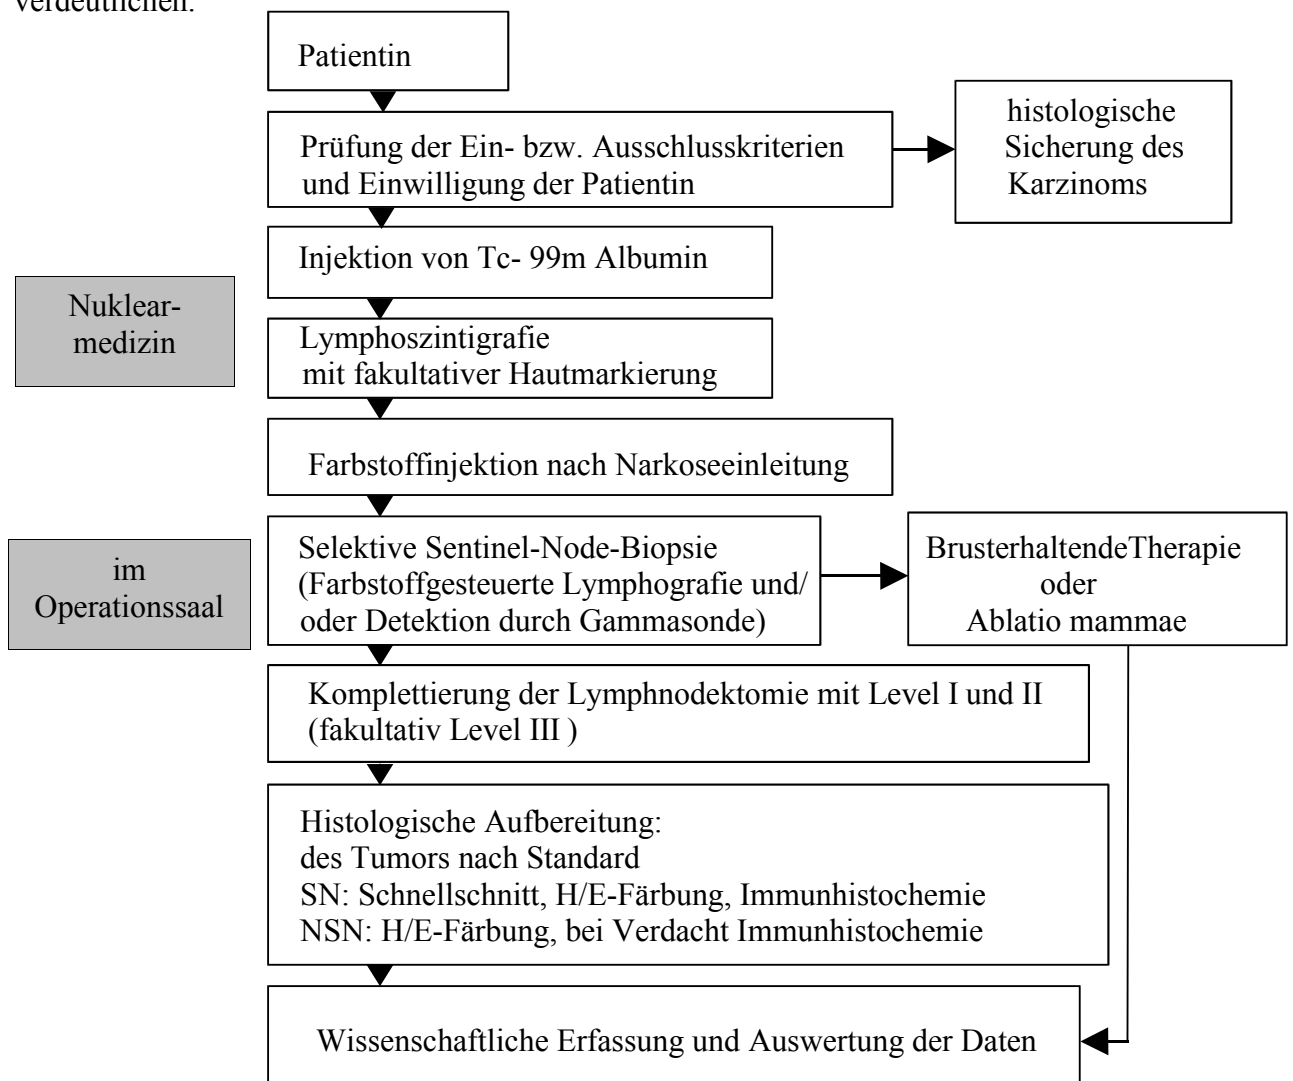 verdeutlichen.
Patientin
Prüfung der Ein- bzw. Ausschlusskriterien
und Einwilligung der Patientin
histologische
Sicherung des
Karzinoms
Injektion von Tc- 99m Albumin
Nuklear-
medizin
Lymphoszintigrafie
mit fakultativer Hautmarkierung
Farbstoffinjektion nach Narkoseeinleitung
im
Operationssaal
Selektive Sentinel-Node-Biopsie
(Farbstoffgesteuerte Lymphografie und/
oder Detektion durch Gammasonde)
BrusterhaltendeTherapie
oder
Ablatio mammae
Komplettierung der Lymphnodektomie mit Level I und II
(fakultativ Level III )
Histologische Aufbereitung:
des Tumors nach Standard
SN: Schnellschnitt, H/E-Färbung, Immunhistochemie
NSN: H/E-Färbung, bei Verdacht Immunhistochemie
Wissenschaftliche Erfassung und Auswertung der Daten